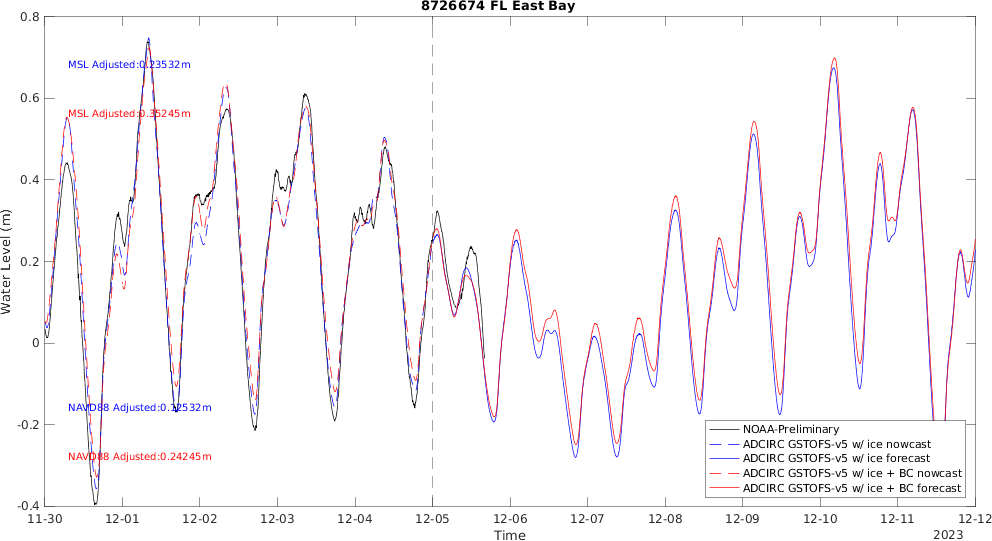 8726674 FL East Bay
Water Level (m)
0.8
0.6
0.4
0.2
0
-0.2
-0.4
MSL Adjusted:0.23532m
MSL Adjusted:0.35245m
NAVD88 Adjusted:0.12532m
NAVD88 Adjusted:0.24245m
NOAA-Preliminary
ADCIRC GSTOFS-v5 w/ ice nowcast
ADCIRC GSTOFS-v5 w/ ice forecast
ADCIRC GSTOFS-v5 w/ ice + BC nowcast
ADCIRC GSTOFS-v5 w/ ice + BC forecast
11-30 12-01 12-02 12-03 12-04 12-05 12-06 12-07 12-08 12-09 12-10 12-11 12-12
Time
2023